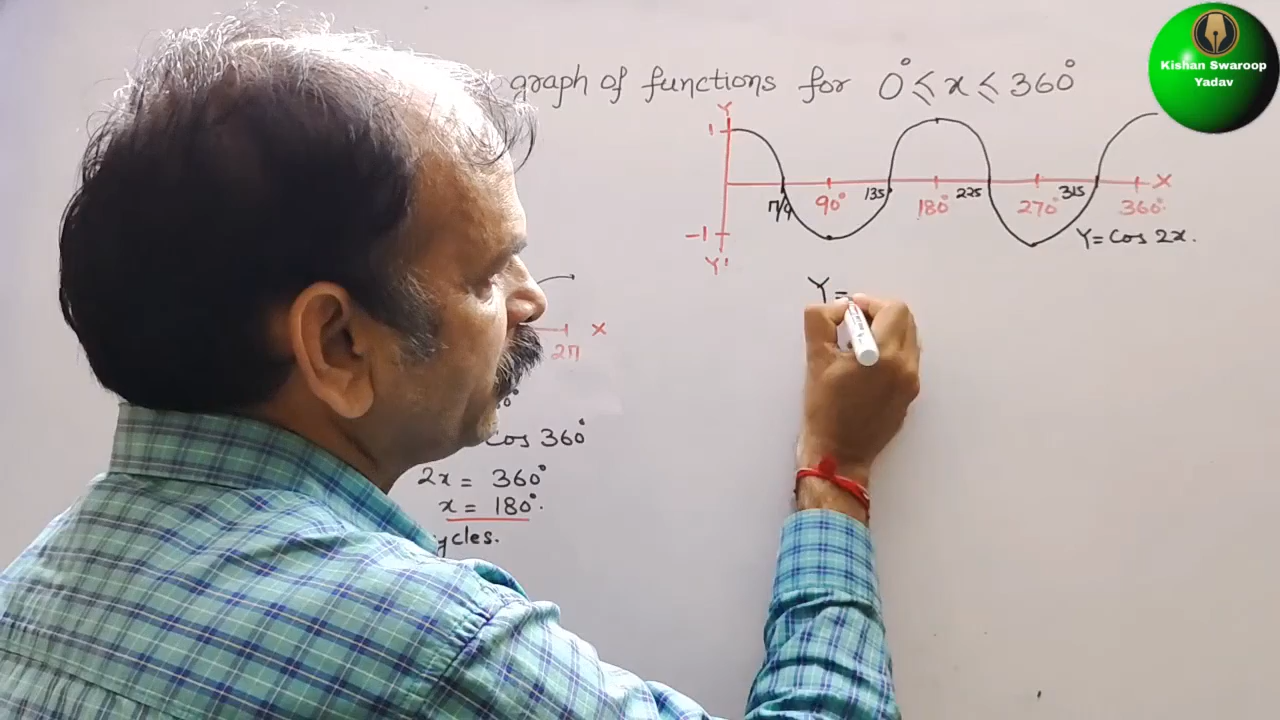 Kishan Swaroop
Yadav
graph of functions for 0° ≤ x ≤ 360°
Y
1
π/4 90° 135 180° 225 270° 315 360° X
-1
Y'
Y = cos 2x.
Y =
X
2π
cos 360°
2x = 360°
x = 180°.
ycles.